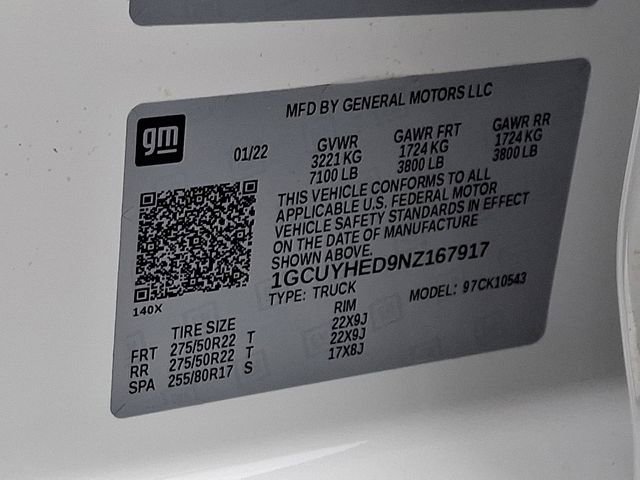 MFD BY GENERAL MOTORS LLC
gm
01/22
GVWR GAWR FRT GAWR RR
3221 KG 1724 KG 1724 KG
7100 LB 3800 LB 3800 LB
THIS VEHICLE CONFORMS TO ALL
APPLICABLE U.S. FEDERAL MOTOR
VEHICLE SAFETY STANDARDS IN EFFECT
ON THE DATE OF MANUFACTURE
SHOWN ABOVE.
1GCUYHED9NZ167917
TYPE: TRUCK MODEL: 97CK10543
140X
TIRE SIZE RIM
FRT 275/50R22 T 22X9J
RR 275/50R22 T 22X9J
SPA 255/80R17 S 17X8J